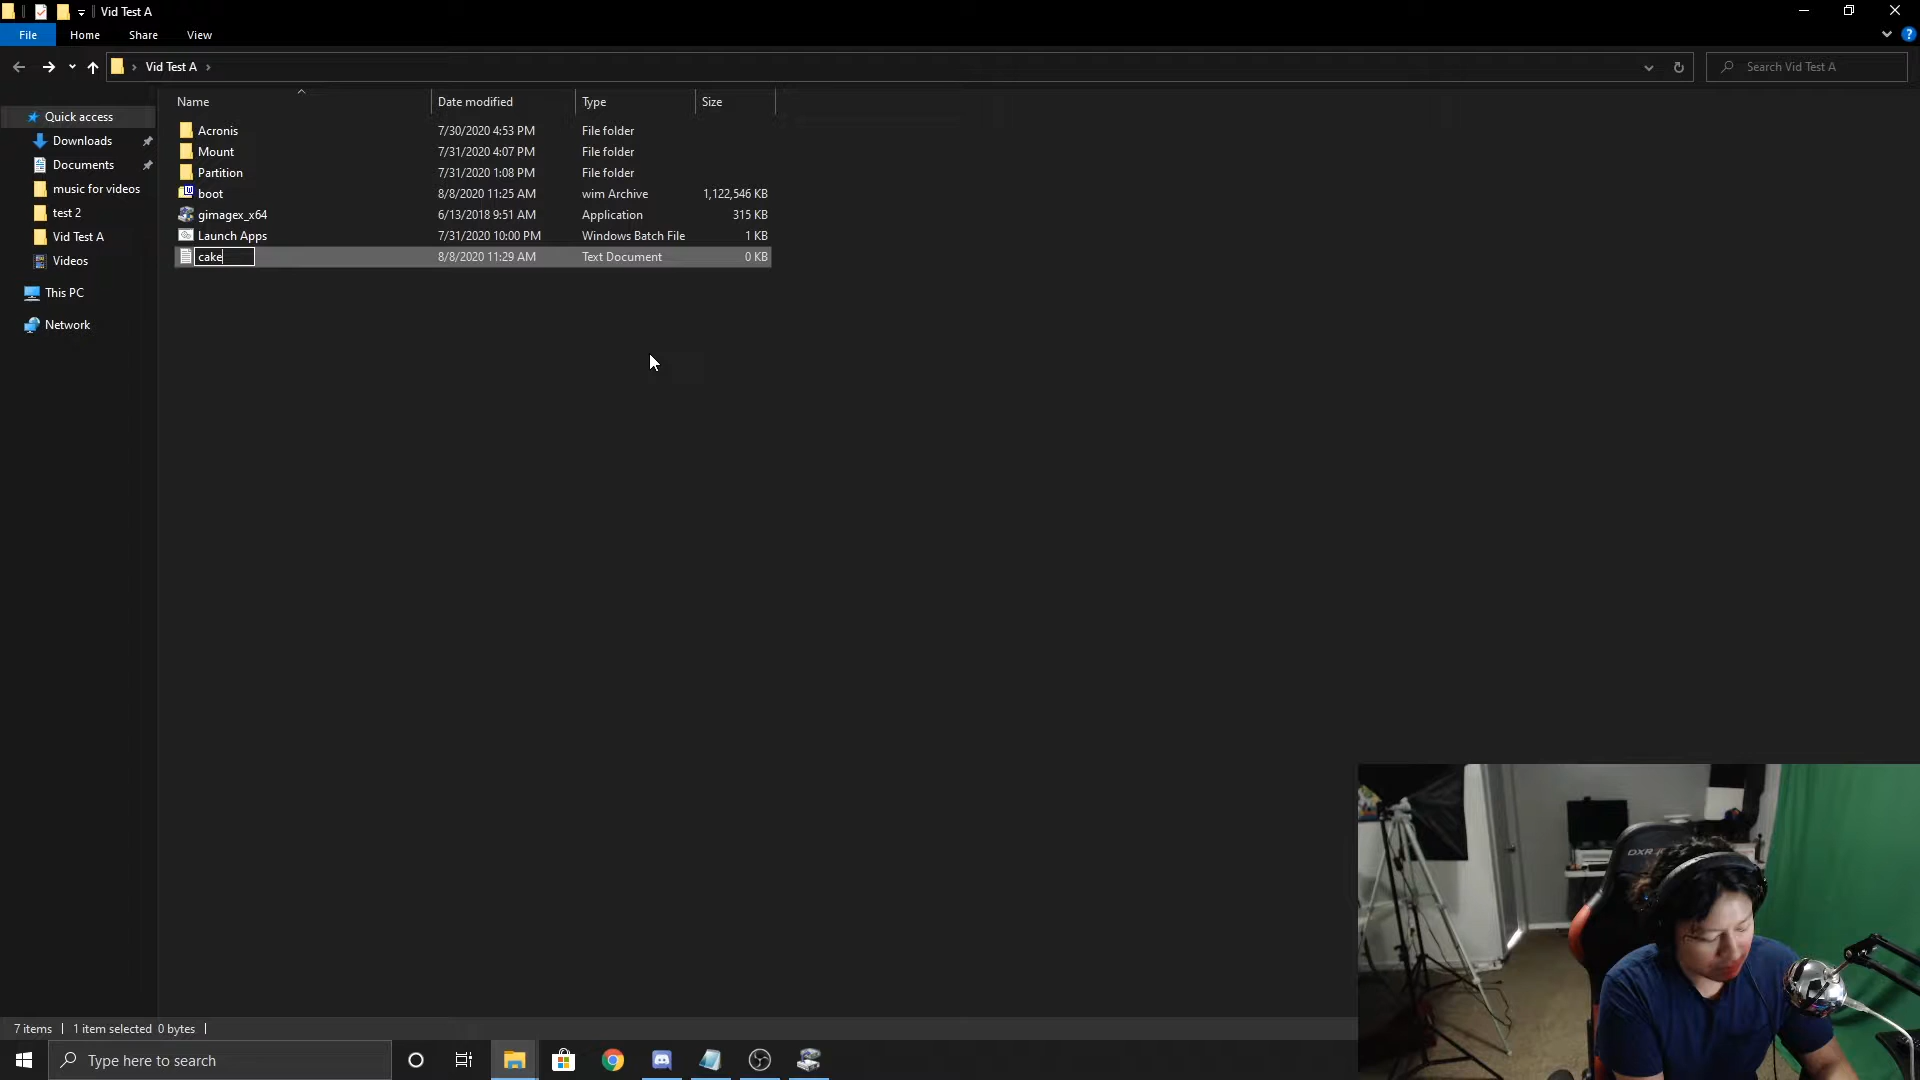 Vid Test A
File Home Share View
Vid Test A
Search Vid Test A
Name Date modified Type Size
Quick access
Downloads
Documents
music for videos
test 2
Vid Test A
Videos
This PC
Network
Acronis 7/30/2020 4:53 PM File folder
Mount 7/31/2020 4:07 PM File folder
Partition 7/31/2020 1:08 PM File folder
boot 8/8/2020 11:25 AM wim Archive 1,122,546 KB
gimagex_x64 6/13/2018 9:51 AM Application 315 KB
Launch Apps 7/31/2020 10:00 PM Windows Batch File 1 KB
cake 8/8/2020 11:29 AM Text Document 0 KB
DXR
7 items 1 item selected 0 bytes
Type here to search